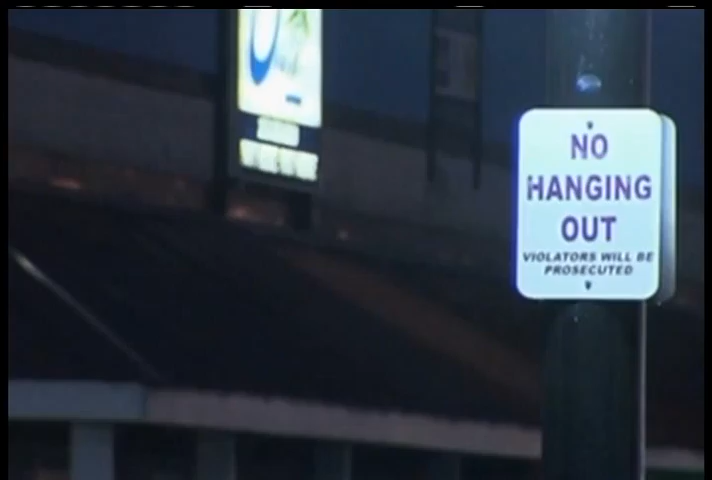 NO
HANGING
OUT
VIOLATORS WILL BE
PROSECUTED